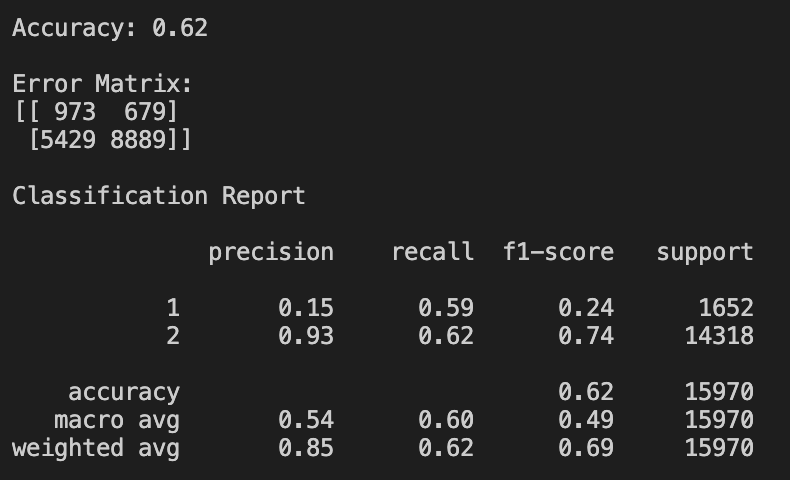 Accuracy: 0.62
Error Matrix:
[[ 973  679]
 [5429 8889]]
Classification Report
precision    recall  f1-score   support
1       0.15      0.59      0.24      1652
2       0.93      0.62      0.74     14318
accuracy                           0.62     15970
macro avg       0.54      0.60      0.49     15970
weighted avg       0.85      0.62      0.69     15970